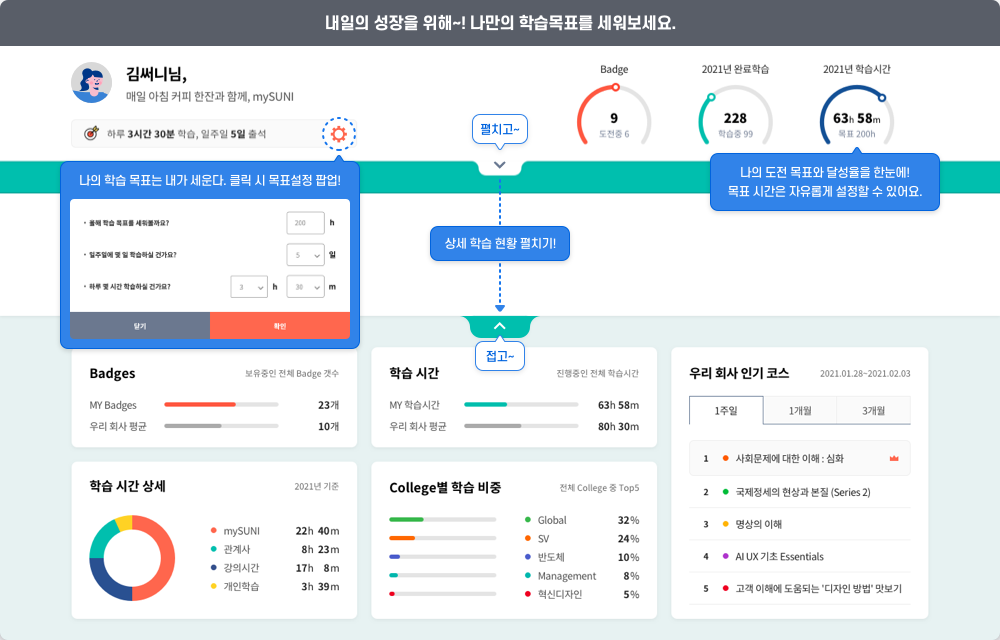 내일의 성장을 위해~! 나만의 학습목표를 세워보세요.
김써니님,
매일 아침 커피 한잔과 함께, mySUNI
하루 3시간 30분 학습, 일주일 5일 출석
Badge
9
도전중 6
2021년 완료학습
228
학습중 99
2021년 학습시간
63h 58m
목표 200h
펼치고~
나의 도전 목표와 달성율을 한눈에!
목표 시간은 자유롭게 설정할 수 있어요.
나의 학습 목표는 내가 세운다. 클릭 시 목표설정 팝업!
• 올해 학습 목표를 세워볼까요?
200 h
• 일주일에 몇 일 학습하실 건가요?
5 일
• 하루 몇 시간 학습하실 건가요?
3 h 30 m
닫기
확인
상세 학습 현황 펼치기!
접고~
Badges
보유중인 전체 Badge 갯수
MY Badges 23개
우리 회사 평균 10개
학습 시간
진행중인 전체 학습시간
MY 학습시간 63h 58m
우리 회사 평균 80h 30m
우리 회사 인기 코스
2021.01.28~2021.02.03
1주일 1개월 3개월
1 사회문제에 대한 이해 : 심화
2 국제정세의 현상과 본질 (Series 2)
3 명상의 이해
4 AI UX 기초 Essentials
5 고객 이해에 도움되는 '디자인 방법' 맛보기
학습 시간 상세
2021년 기준
mySUNI 22h 40m
관계사 8h 23m
강의시간 17h 8m
개인학습 3h 39m
College별 학습 비중
전체 College 중 Top5
Global 32%
SV 24%
반도체 10%
Management 8%
혁신디자인 5%